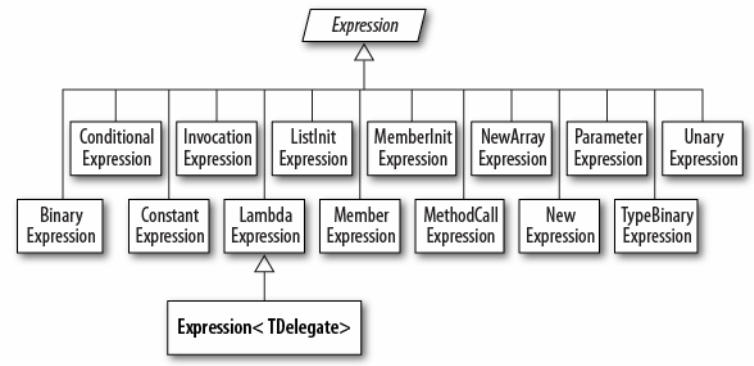 Expression
Conditional
Expression
Invocation
Expression
ListInit
Expression
MemberInit
Expression
NewArray
Expression
Parameter
Expression
Unary
Expression
Binary
Expression
Constant
Expression
Lambda
Expression
Member
Expression
MethodCall
Expression
New
Expression
TypeBinary
Expression
Expression< TDelegate>